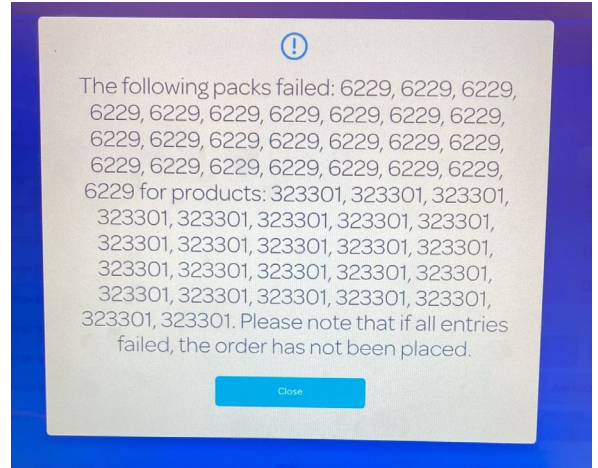 The following packs failed: 6229, 6229, 6229,
6229, 6229, 6229, 6229, 6229, 6229, 6229,
6229, 6229, 6229, 6229, 6229, 6229, 6229,
6229, 6229, 6229, 6229, 6229, 6229, 6229,
6229 for products: 323301, 323301, 323301,
323301, 323301, 323301, 323301, 323301,
323301, 323301, 323301, 323301, 323301,
323301, 323301, 323301, 323301, 323301,
323301, 323301, 323301, 323301, 323301,
323301, 323301. Please note that if all entries
failed, the order has not been placed.
Close